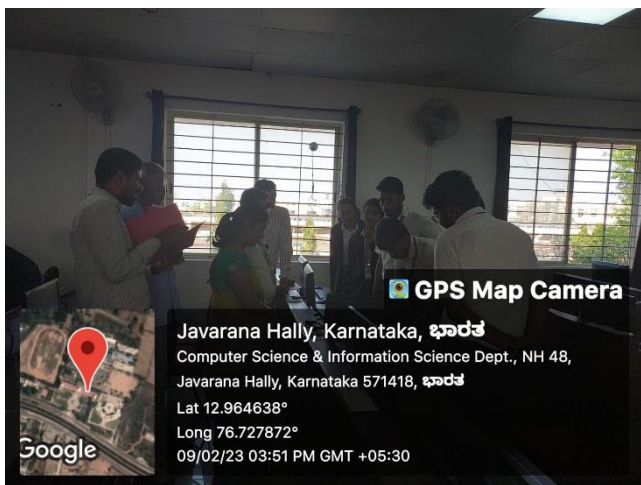 GPS Map Camera
Javarana Hally, Karnataka, ಭಾರತ
Computer Science & Information Science Dept., NH 48,
Javarana Hally, Karnataka 571418, ಭಾರತ
Lat 12.964638°
Long 76.727872°
09/02/23 03:51 PM GMT +05:30
Google